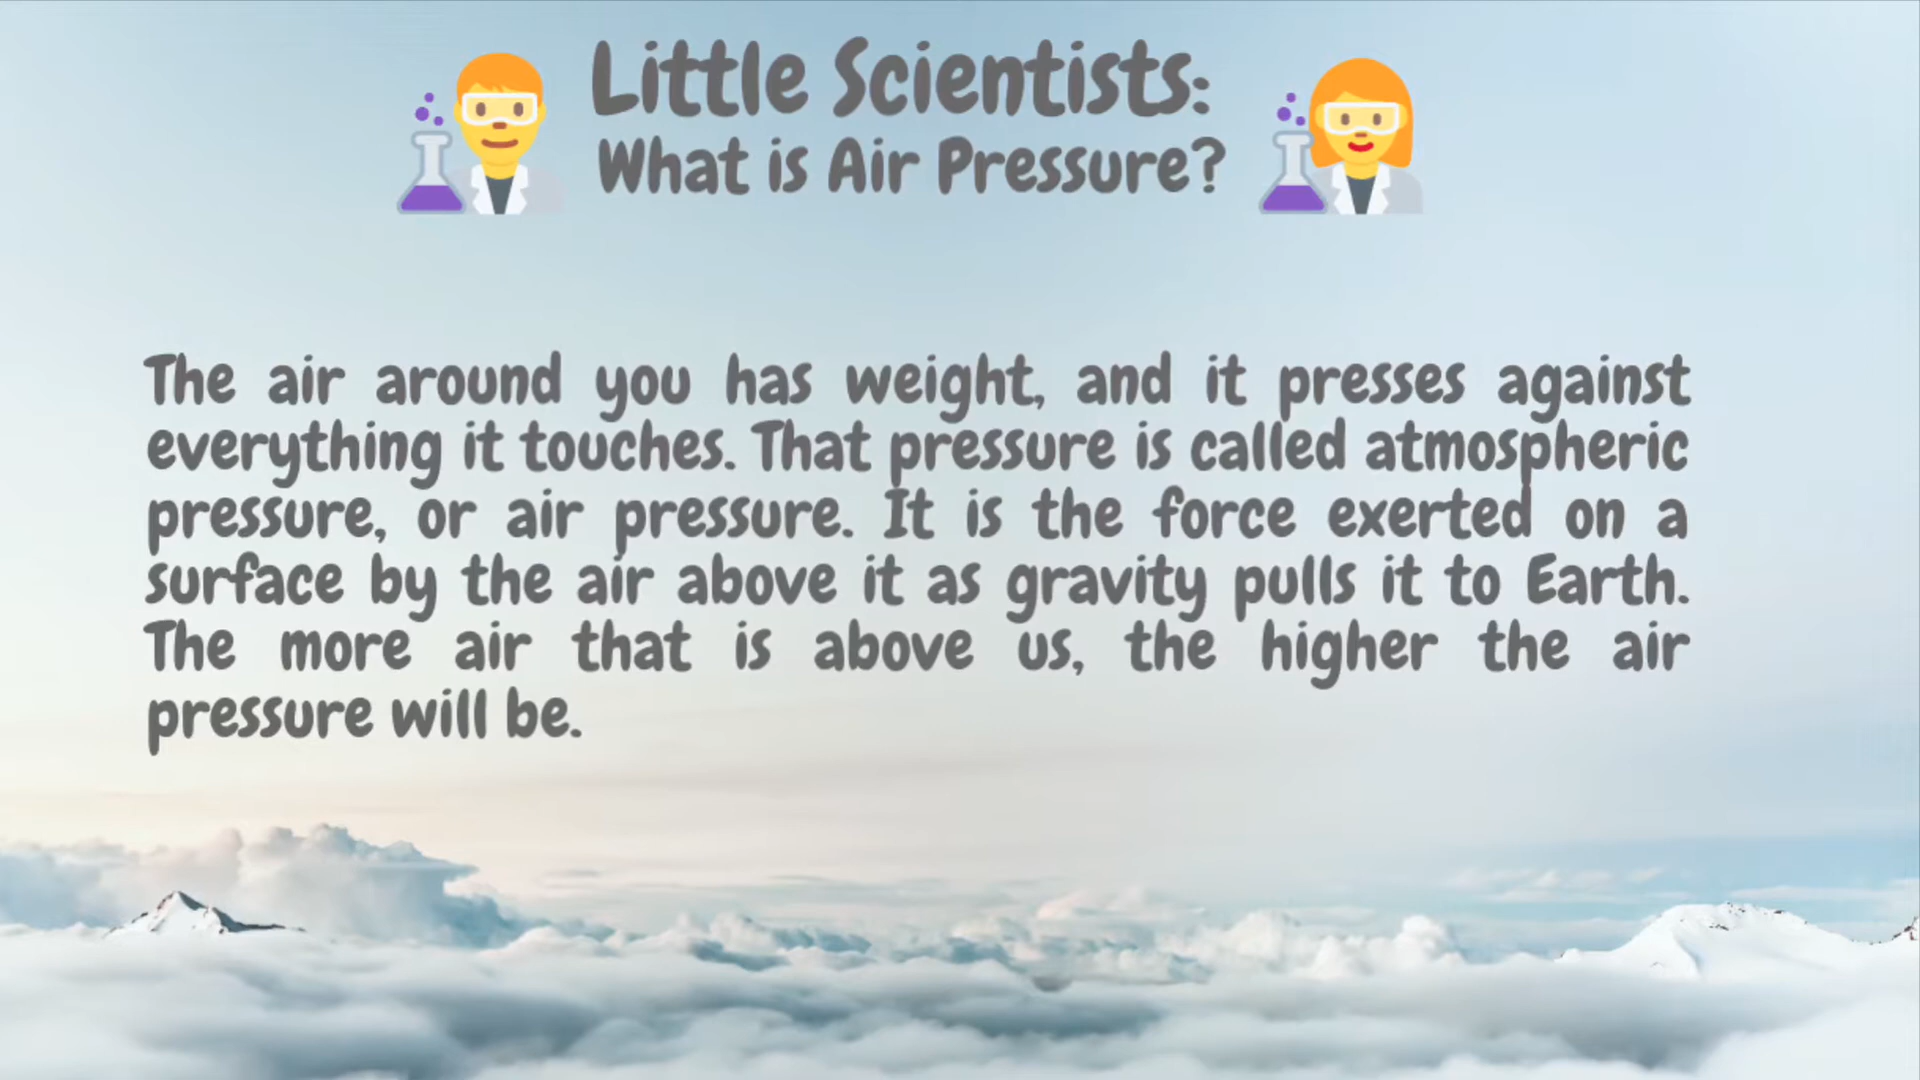 Little Scientists:
What is Air Pressure?
The air around you has weight, and it presses against
everything it touches. That pressure is called atmospheric
pressure, or air pressure. It is the force exerted on a
surface by the air above it as gravity pulls it to Earth.
The more air that is above us, the higher the air
pressure will be.